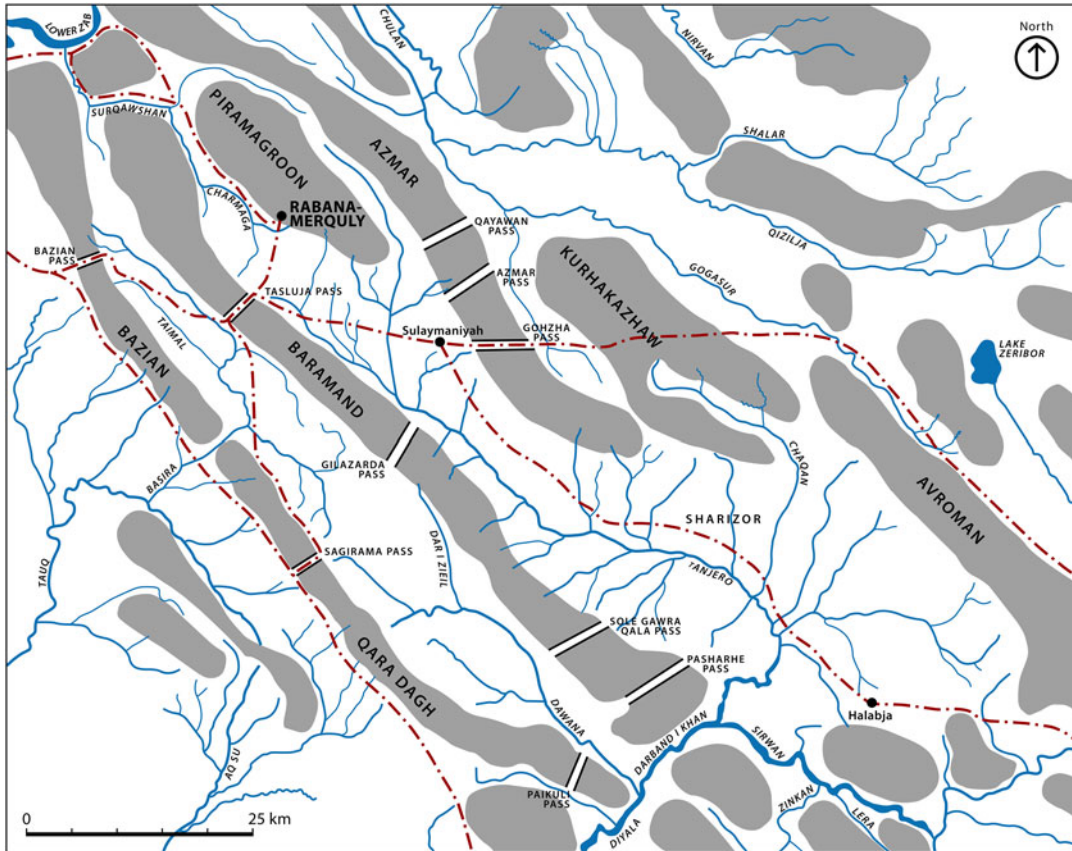 LOWER ZAB
CHULAN
NIRVAN
North
SURQAWSHAN
PIRAMAGROON
AZMAR
SHALAR
CHARMAGA
RABANA-
MERQULY
QAYAWAN
PASS
QIZILJA
BAZIAN
PASS
TASLUJA PASS
AZMAR
PASS
KURHAKAZHAW
GOGASUR
TAIMAL
Sulaymaniyah
GOHZHA
PASS
LAKE
ZERIBOR
BAZIAN
BARAMAND
GILAZARDA
PASS
BASIRA
CHAQAN
AVROMAN
SHARIZOR
TAUQ
SAGIRAMA PASS
DAR I ZIEIL
TANJERO
SOLE GAWRA
QALA PASS
PASHARHE
PASS
QARA DAGH
Halabja
DAWANA
DARBAND I KHAN
SIRWAN
AQ SU
PAIKULI
PASS
DIYALA
ZINKAN
LERA
0
25 km